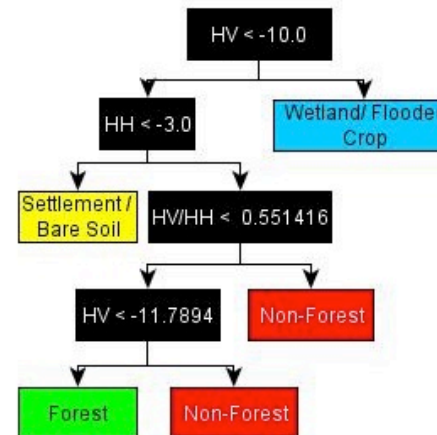 HV < -10.0
HH < -3.0
Wetland/ Floode
Crop
Settlement /
Bare Soil
HV/HH < 0.551416
HV < -11.7894
Non-Forest
Forest
Non-Forest